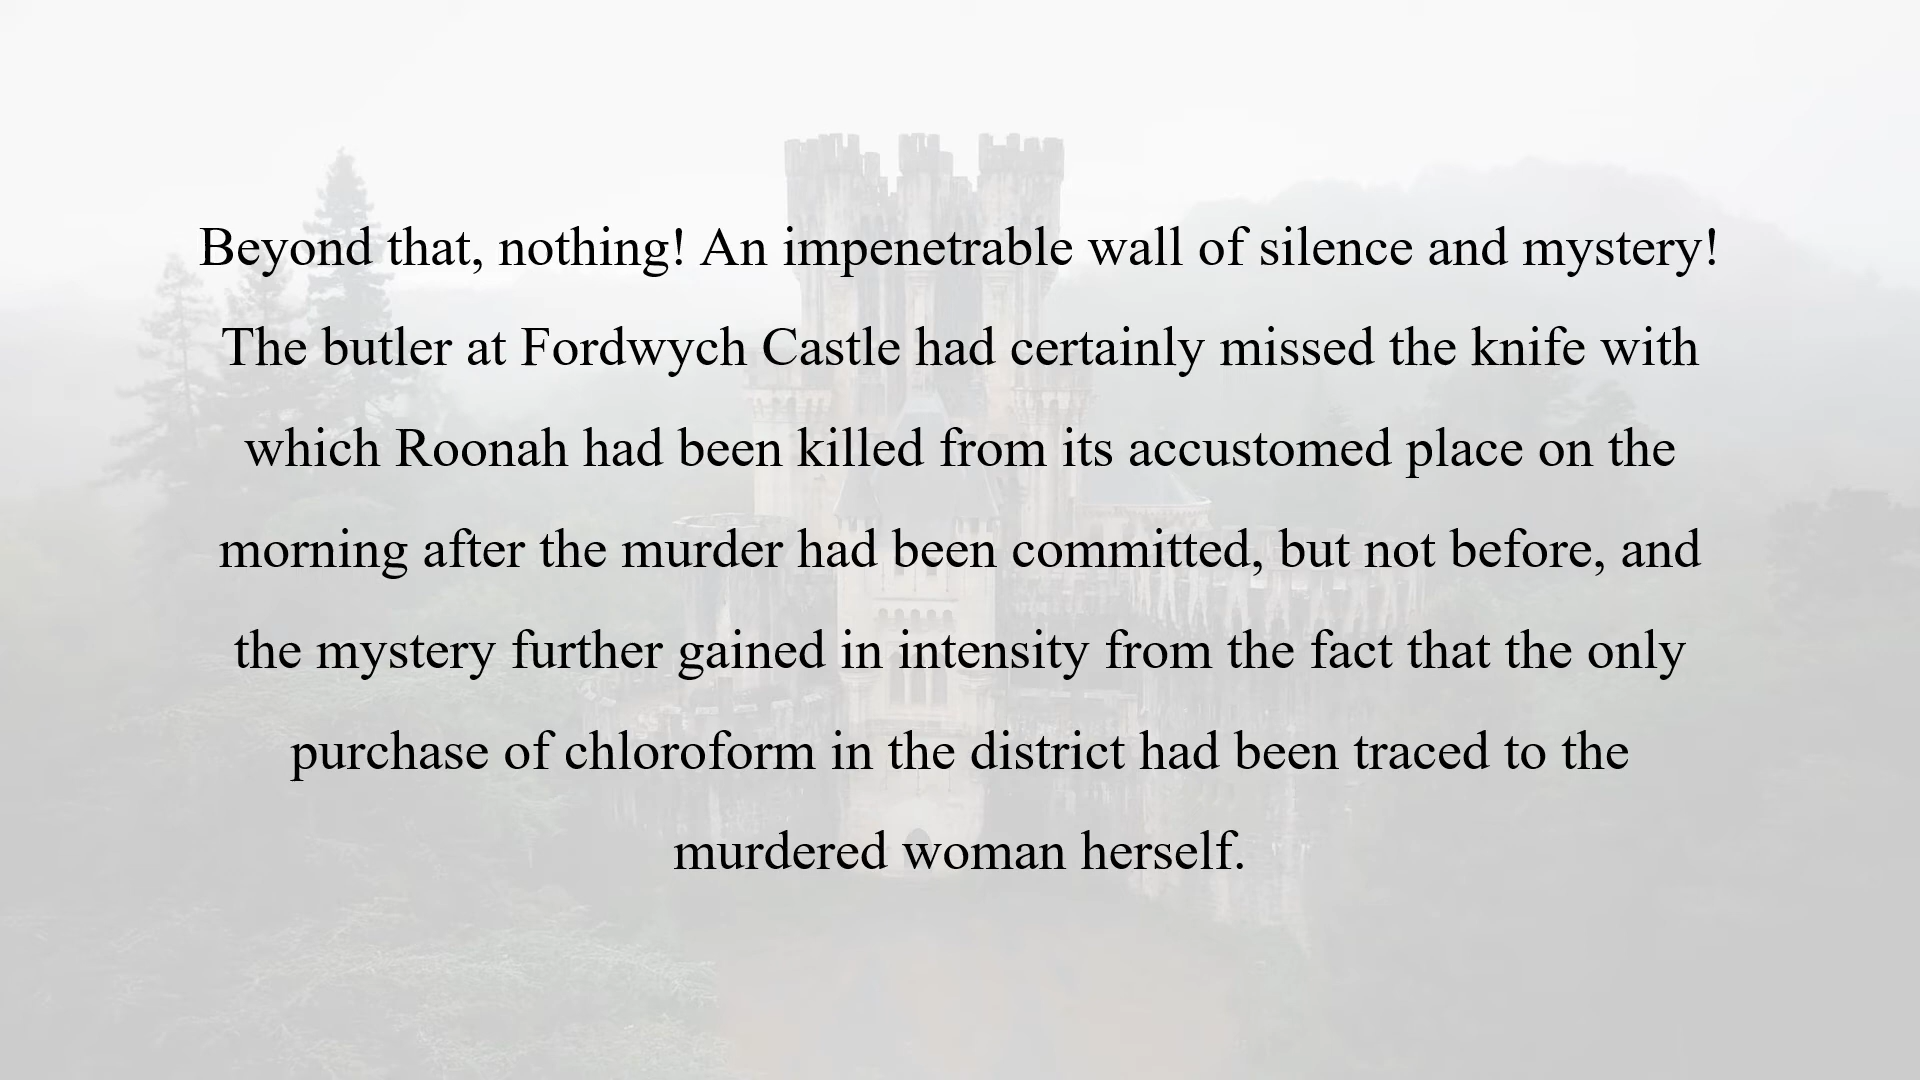 Beyond that, nothing! An impenetrable wall of silence and mystery!
The butler at Fordwych Castle had certainly missed the knife with
which Roonah had been killed from its accustomed place on the
morning after the murder had been committed, but not before, and
the mystery further gained in intensity from the fact that the only
purchase of chloroform in the district had been traced to the
murdered woman herself.